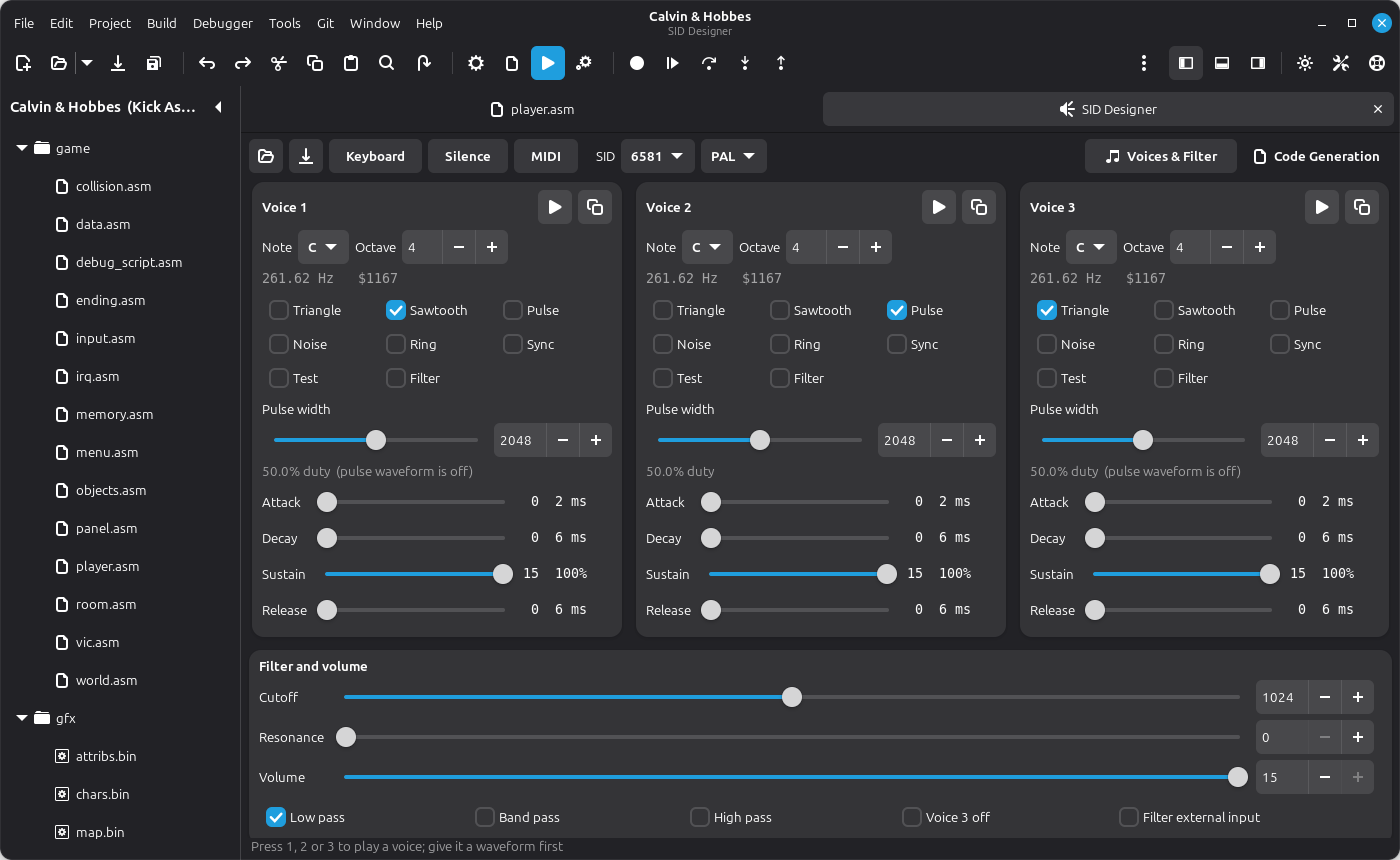 File Edit Project Build Debugger Tools Git Window Help
Calvin & Hobbes
SID Designer
Calvin & Hobbes (Kick As...
player.asm
SID Designer
game
collision.asm
data.asm
debug_script.asm
ending.asm
input.asm
irq.asm
memory.asm
menu.asm
objects.asm
panel.asm
player.asm
room.asm
vic.asm
world.asm
gfx
attribs.bin
chars.bin
map.bin
Keyboard Silence MIDI SID 6581 PAL Voices & Filter Code Generation
Voice 1
Note C Octave 4
261.62 Hz $1167
Triangle Sawtooth Pulse
Noise Ring Sync
Test Filter
Pulse width
2048
50.0% duty (pulse waveform is off)
Attack 0 2 ms
Decay 0 6 ms
Sustain 15 100%
Release 0 6 ms
Voice 2
Note C Octave 4
261.62 Hz $1167
Triangle Sawtooth Pulse
Noise Ring Sync
Test Filter
Pulse width
2048
50.0% duty
Attack 0 2 ms
Decay 0 6 ms
Sustain 15 100%
Release 0 6 ms
Voice 3
Note C Octave 4
261.62 Hz $1167
Triangle Sawtooth Pulse
Noise Ring Sync
Test Filter
Pulse width
2048
50.0% duty (pulse waveform is off)
Attack 0 2 ms
Decay 0 6 ms
Sustain 15 100%
Release 0 6 ms
Filter and volume
Cutoff 1024
Resonance 0
Volume 15
Low pass Band pass High pass Voice 3 off Filter external input
Press 1, 2 or 3 to play a voice; give it a waveform first